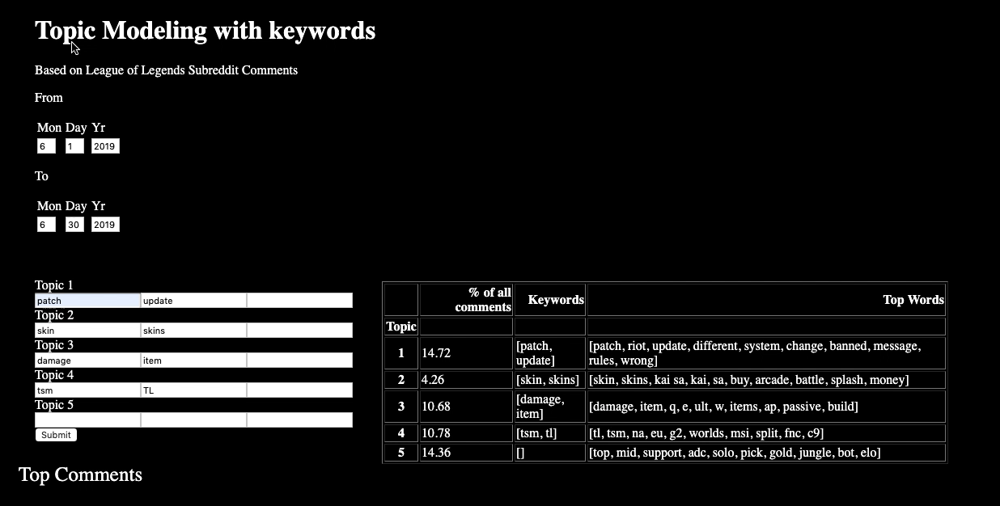 Topic Modeling with keywords
Based on League of Legends Subreddit Comments
From
Mon Day Yr
6 1 2019
To
Mon Day Yr
6 30 2019
Topic 1
patch update
Topic 2
skin skins
Topic 3
damage item
Topic 4
tsm TL
Topic 5
Submit
% of all
comments Keywords Top Words
Topic
1 14.72 [patch, update] [patch, riot, update, different, system, change, banned, message,
rules, wrong]
2 4.26 [skin, skins] [skin, skins, kai sa, kai, sa, buy, arcade, battle, splash, money]
3 10.68 [damage, item] [damage, item, q, e, ult, w, items, ap, passive, build]
4 10.78 [tsm, tl] [tl, tsm, na, eu, g2, worlds, msi, split, fnc, c9]
5 14.36 [] [top, mid, support, adc, solo, pick, gold, jungle, bot, elo]
Top Comments